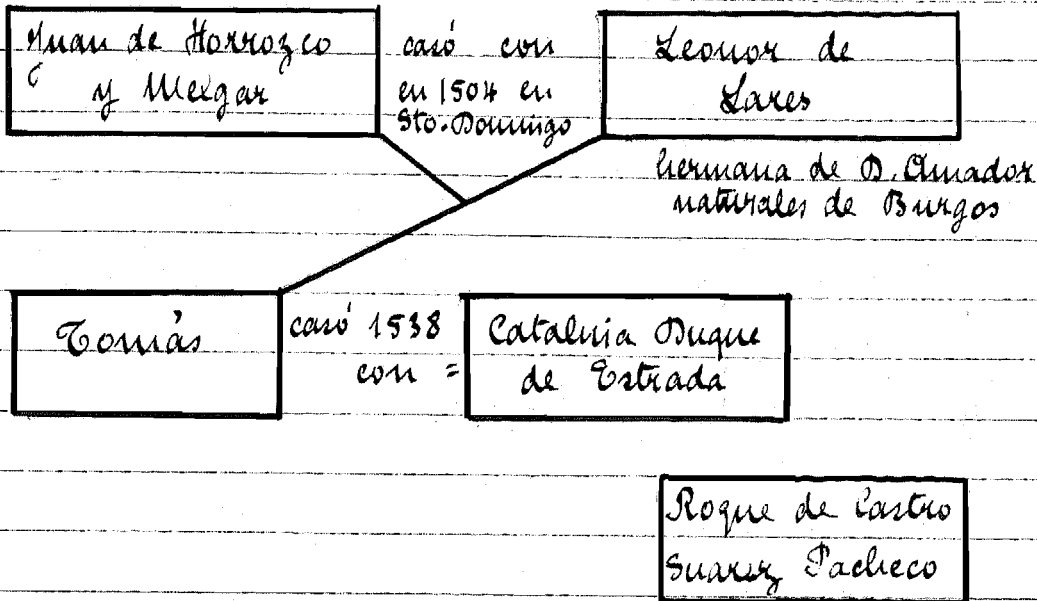 Juan de Horrozco
y Melgar
casó con
en 1504 en
Sto. Domingo
Leonor de
Lares
hermana de D. Amador
naturales de Burgos
Tomás
casó 1538
con =
Catalina Duque
de Estrada
Roque de Castro
Suarez Pacheco